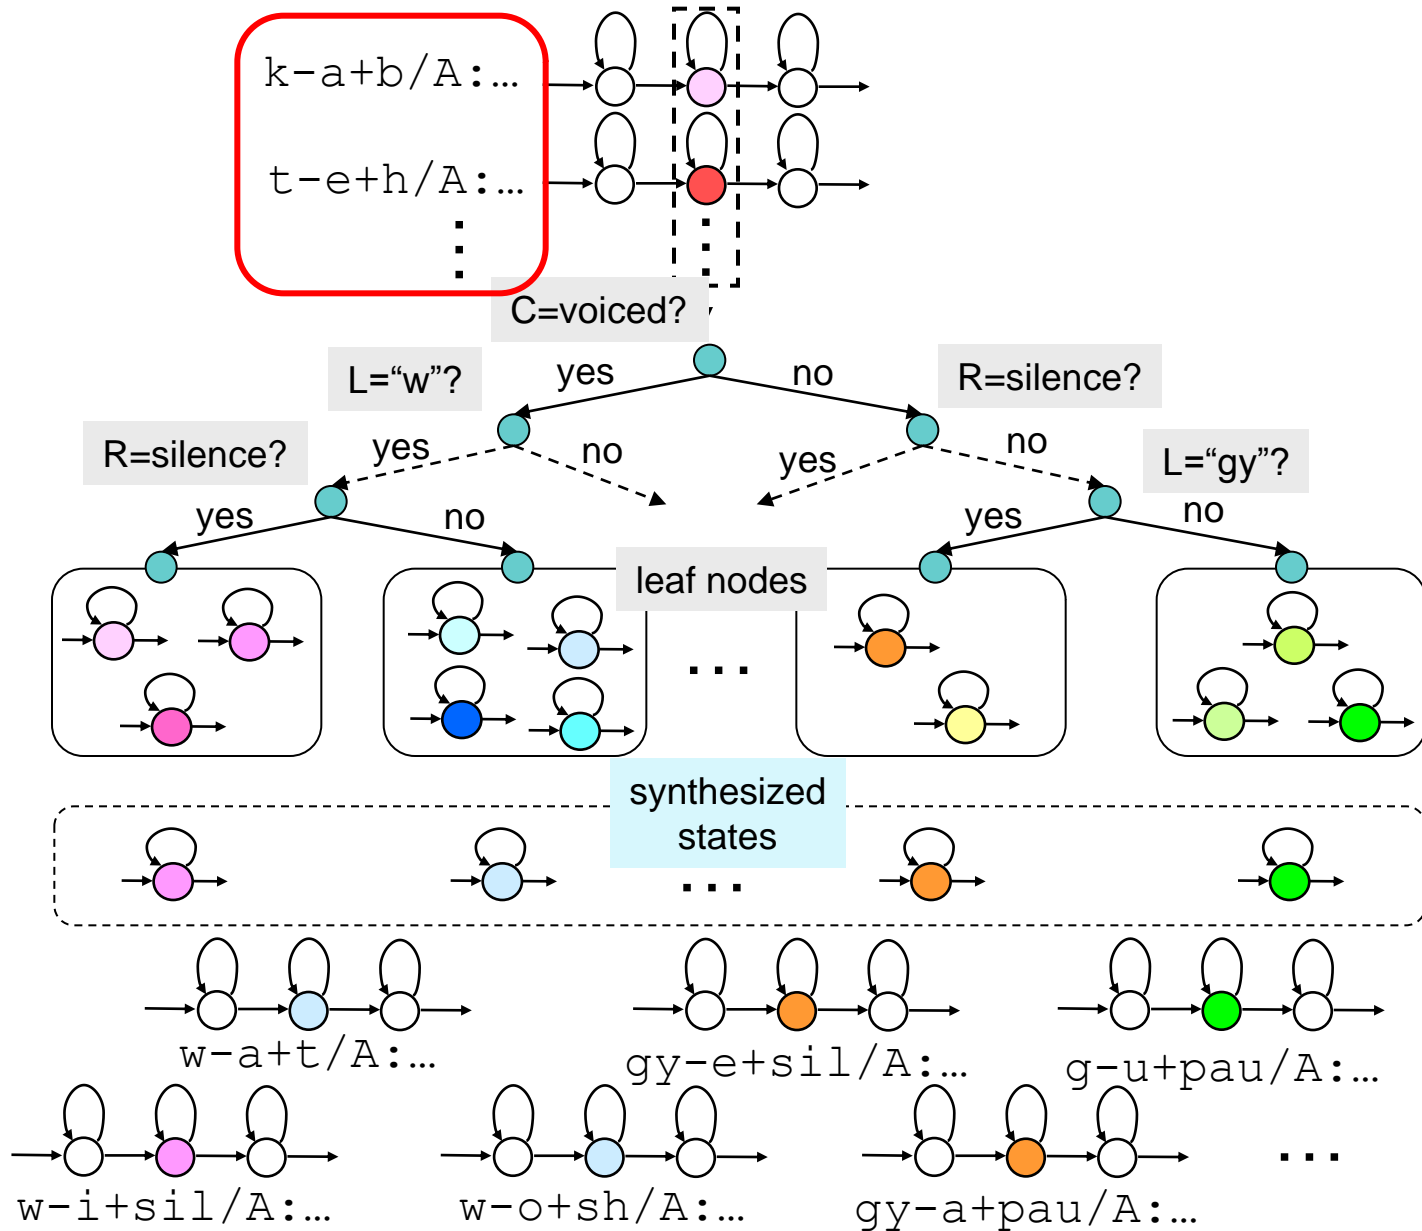 k-a+b/A:…
t-e+h/A:…
C=voiced?
L=“w”?
yes
no
R=silence?
R=silence?
yes
no
yes
no
L=“gy”?
yes
no
yes
no
leaf nodes
...
synthesized
states
...
w-a+t/A:…
gy-e+sil/A:…
g-u+pau/A:…
w-i+sil/A:…
w-o+sh/A:…
gy-a+pau/A:…
...